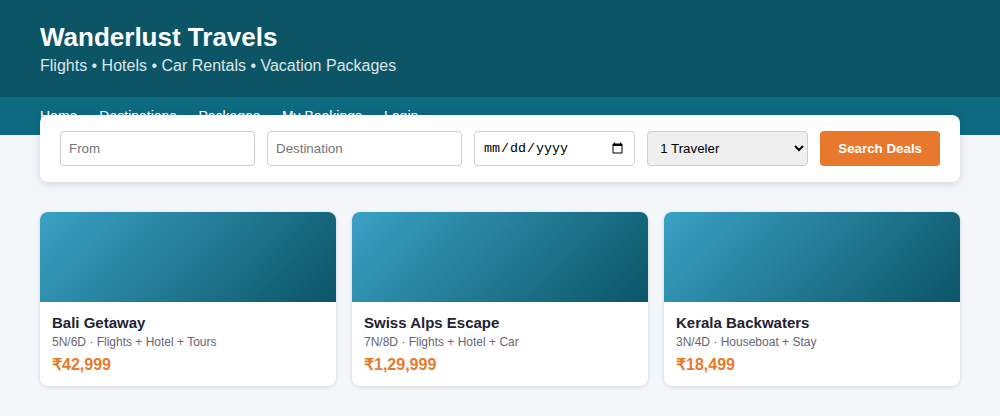 Wanderlust Travels
Flights • Hotels • Car Rentals • Vacation Packages
Home Destinations Packages My Bookings Login
From Destination mm/dd/yyyy 1 Traveler Search Deals
Bali Getaway Swiss Alps Escape Kerala Backwaters
5N/6D · Flights + Hotel + Tours 7N/8D · Flights + Hotel + Car 3N/4D · Houseboat + Stay
₹42,999 ₹1,29,999 ₹18,499